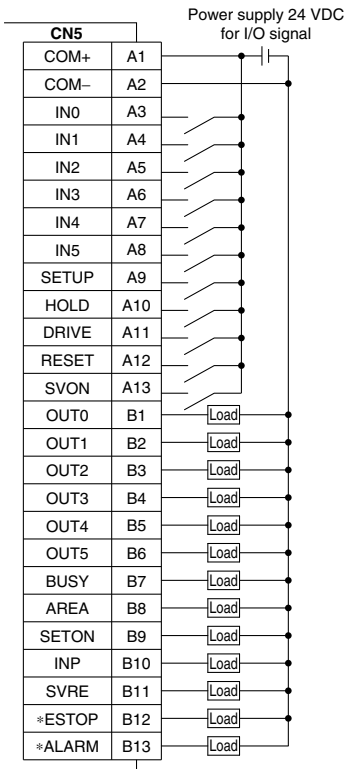 Power supply 24 VDC
for I/O signal
CN5
COM+ A1
COM− A2
IN0 A3
IN1 A4
IN2 A5
IN3 A6
IN4 A7
IN5 A8
SETUP A9
HOLD A10
DRIVE A11
RESET A12
SVON A13
OUT0 B1 Load
OUT1 B2 Load
OUT2 B3 Load
OUT3 B4 Load
OUT4 B5 Load
OUT5 B6 Load
BUSY B7 Load
AREA B8 Load
SETON B9 Load
INP B10 Load
SVRE B11 Load
*ESTOP B12 Load
*ALARM B13 Load